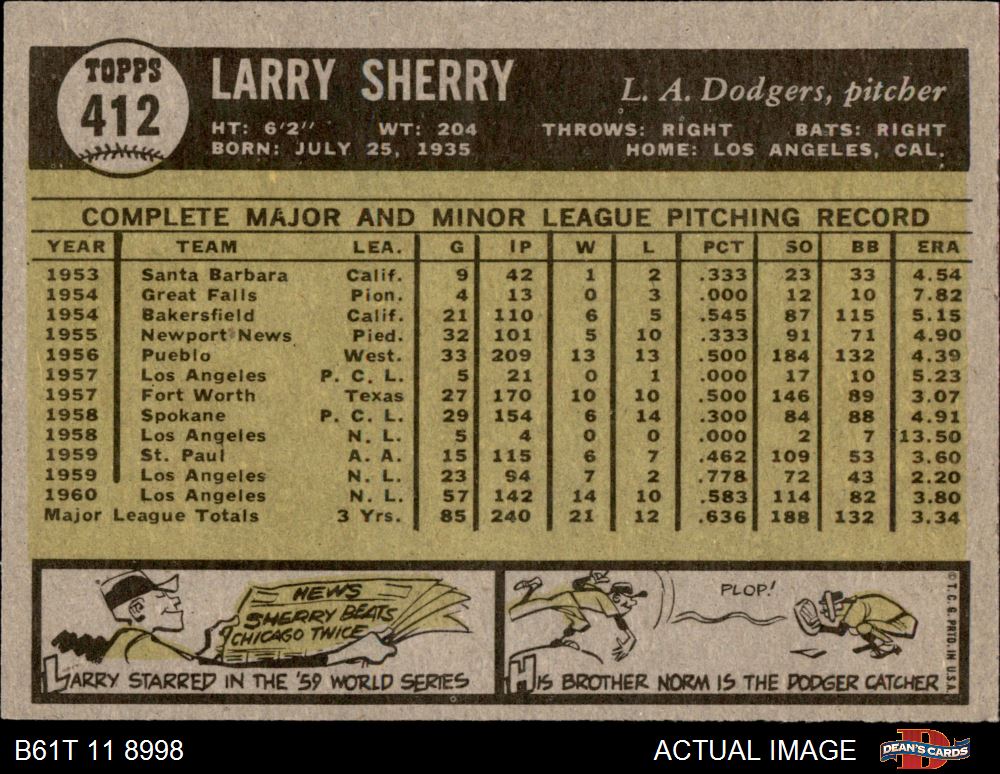 TOPPS
412
LARRY SHERRY
L. A. Dodgers, pitcher
HT: 6'2" WT: 204 THROWS: RIGHT BATS: RIGHT
BORN: JULY 25, 1935 HOME: LOS ANGELES, CAL.
COMPLETE MAJOR AND MINOR LEAGUE PITCHING RECORD
YEAR TEAM LEA. G IP W L PCT SO BB ERA
1953 Santa Barbara Calif. 9 42 1 2 .333 23 33 4.54
1954 Great Falls Pion. 4 13 0 3 .000 12 10 7.82
1954 Bakersfield Calif. 21 110 6 5 .545 87 115 5.15
1955 Newport News Pied. 32 101 5 10 .333 91 71 4.90
1956 Pueblo West. 33 209 13 13 .500 184 132 4.39
1957 Los Angeles P. C. L. 5 21 0 1 .000 17 10 5.23
1957 Fort Worth Texas 27 170 10 10 .500 146 89 3.07
1958 Spokane P. C. L. 29 154 6 14 .300 84 88 4.91
1958 Los Angeles N. L. 5 4 0 0 .000 2 7 13.50
1959 St. Paul A. A. 15 115 6 7 .462 109 53 3.60
1959 Los Angeles N. L. 23 94 7 2 .778 72 43 2.20
1960 Los Angeles N. L. 57 142 14 10 .583 114 82 3.80
Major League Totals 3 Yrs. 85 240 21 12 .636 188 132 3.34
NEWS
SHERRY BEATS
CHICAGO TWICE
LARRY STARRED IN THE '59 WORLD SERIES
PLOP!
HIS BROTHER NORM IS THE DODGER CATCHER
© T. C. G. PRTD. IN U.S.A.
B61T 11 8998 ACTUAL IMAGE
DEAN'S CARDS